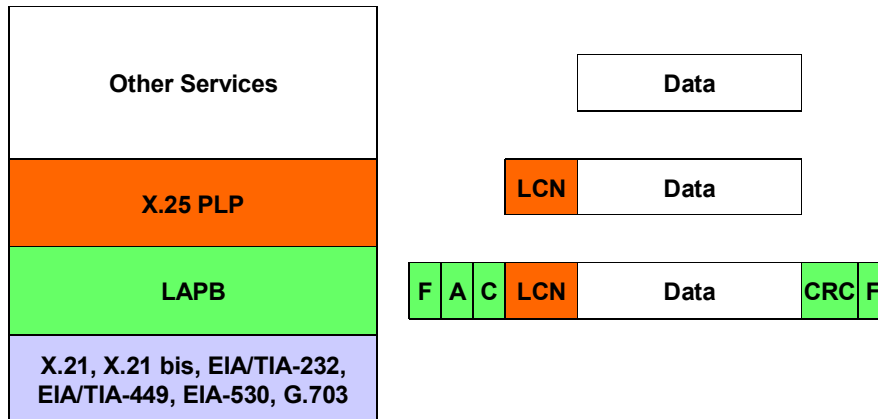 Other Services
Data
X.25 PLP
LCN Data
LAPB
F A C LCN Data CRC F
X.21, X.21 bis, EIA/TIA-232,
EIA/TIA-449, EIA-530, G.703